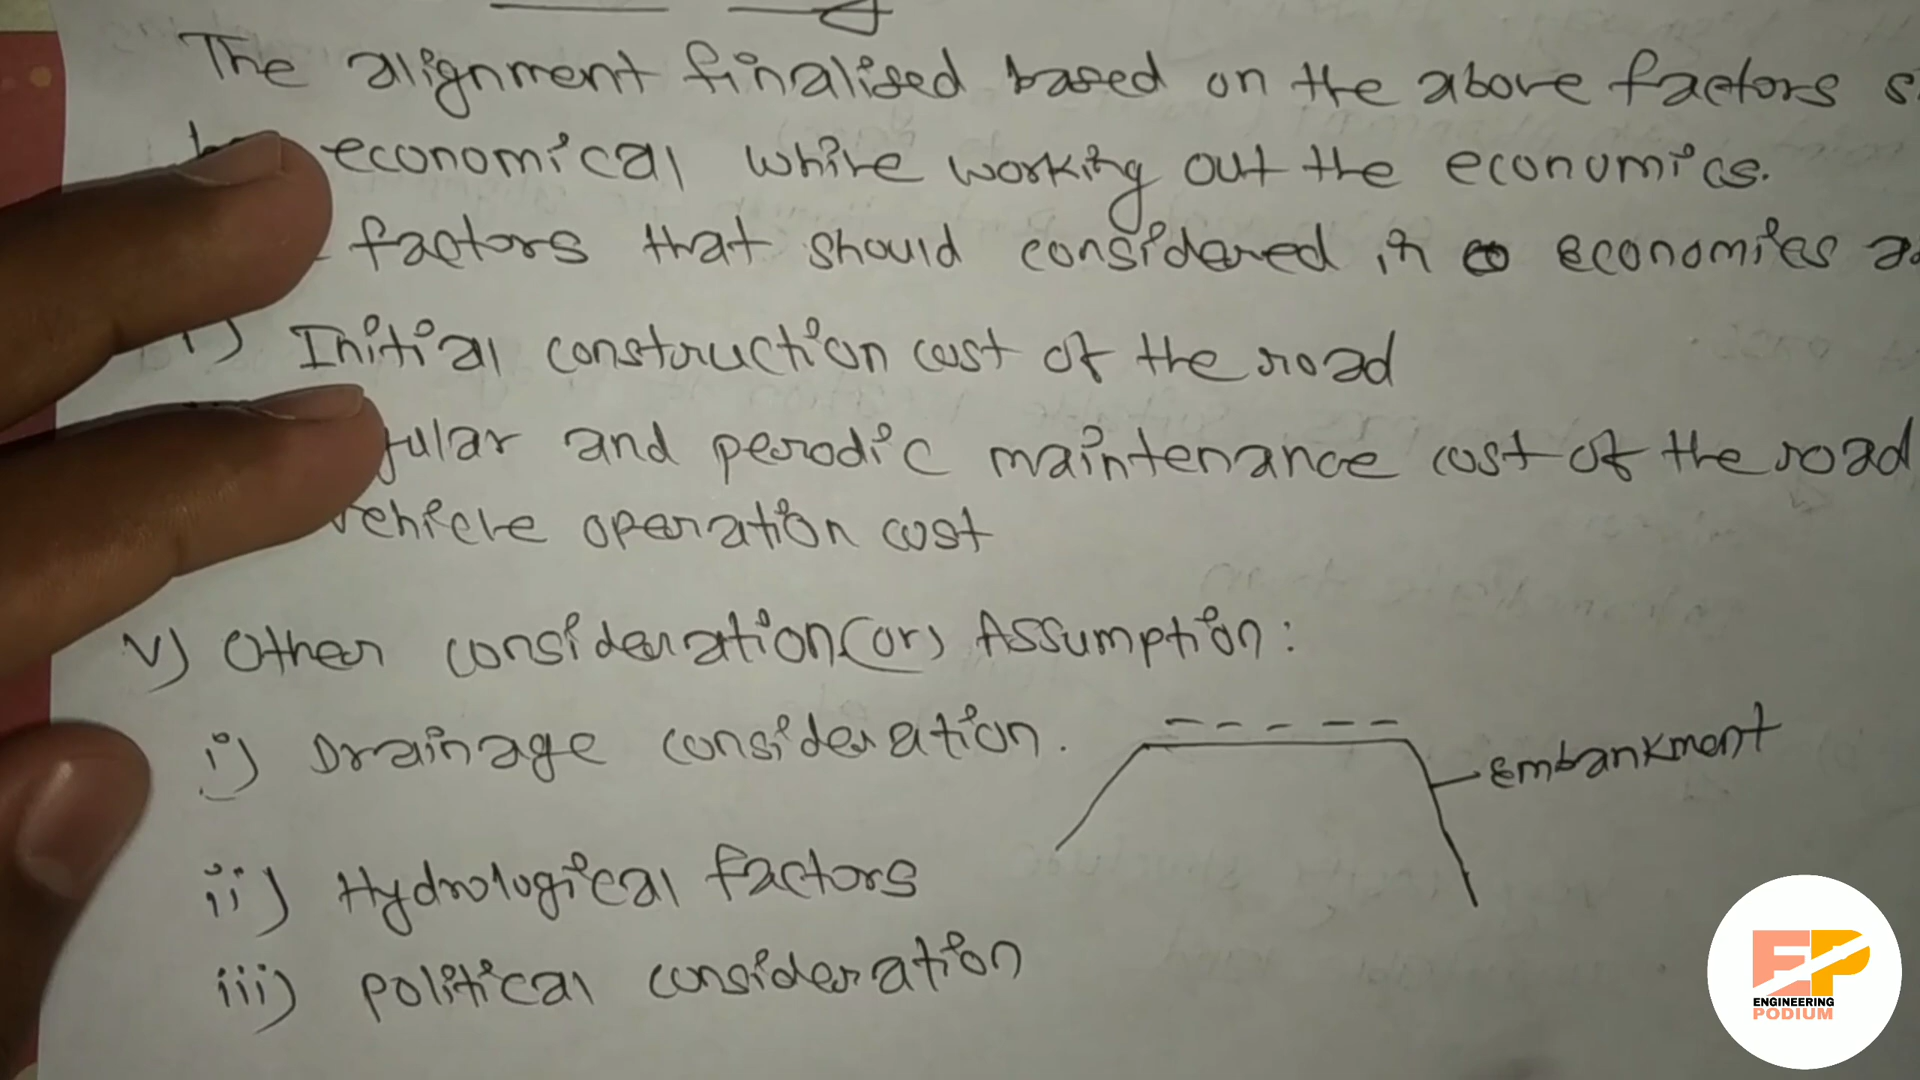 The alignment finalised based on the above factors
economical while working out the economics.
factors that should considered in economies
i) Initial construction cost of the road
gular and perodic maintenance cost of the road
vehicle operation cost
v) Other consideration (or) Assumption:
i) Drainage consideration.
embankment
ii) Hydrological factors
iii) political consideration
EP
ENGINEERING
PODIUM